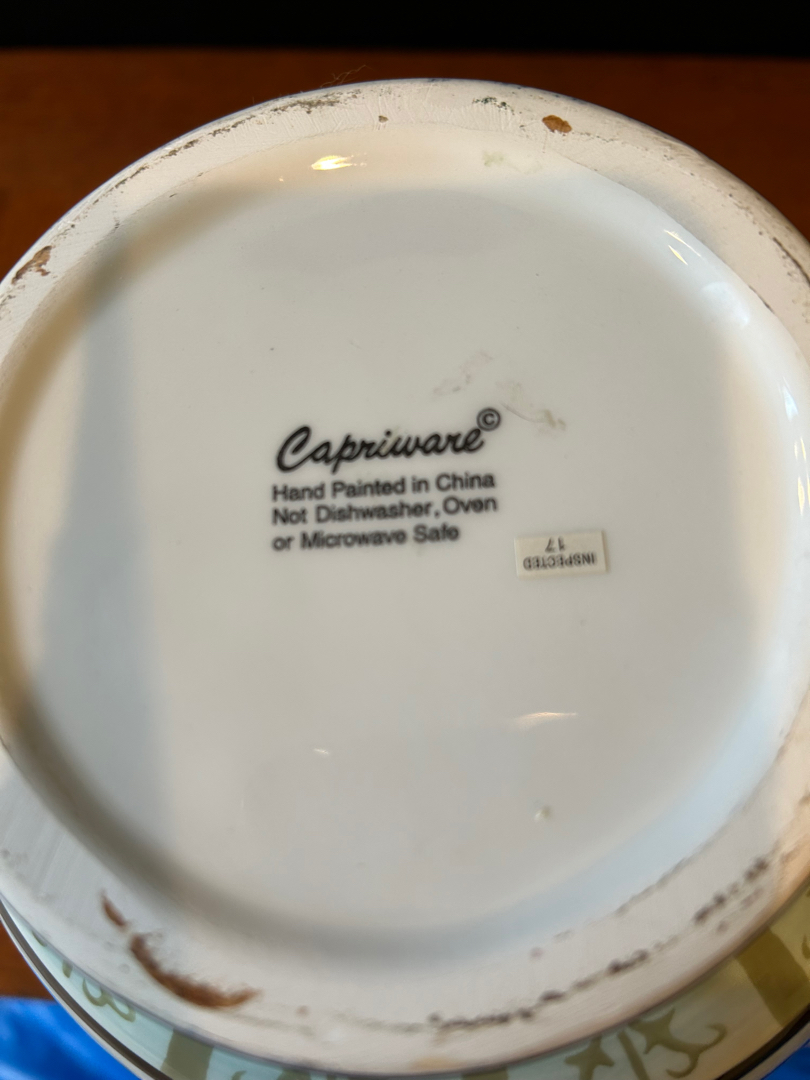 Capriware©
Hand Painted in China
Not Dishwasher, Oven
or Microwave Safe
INSPECTED
17